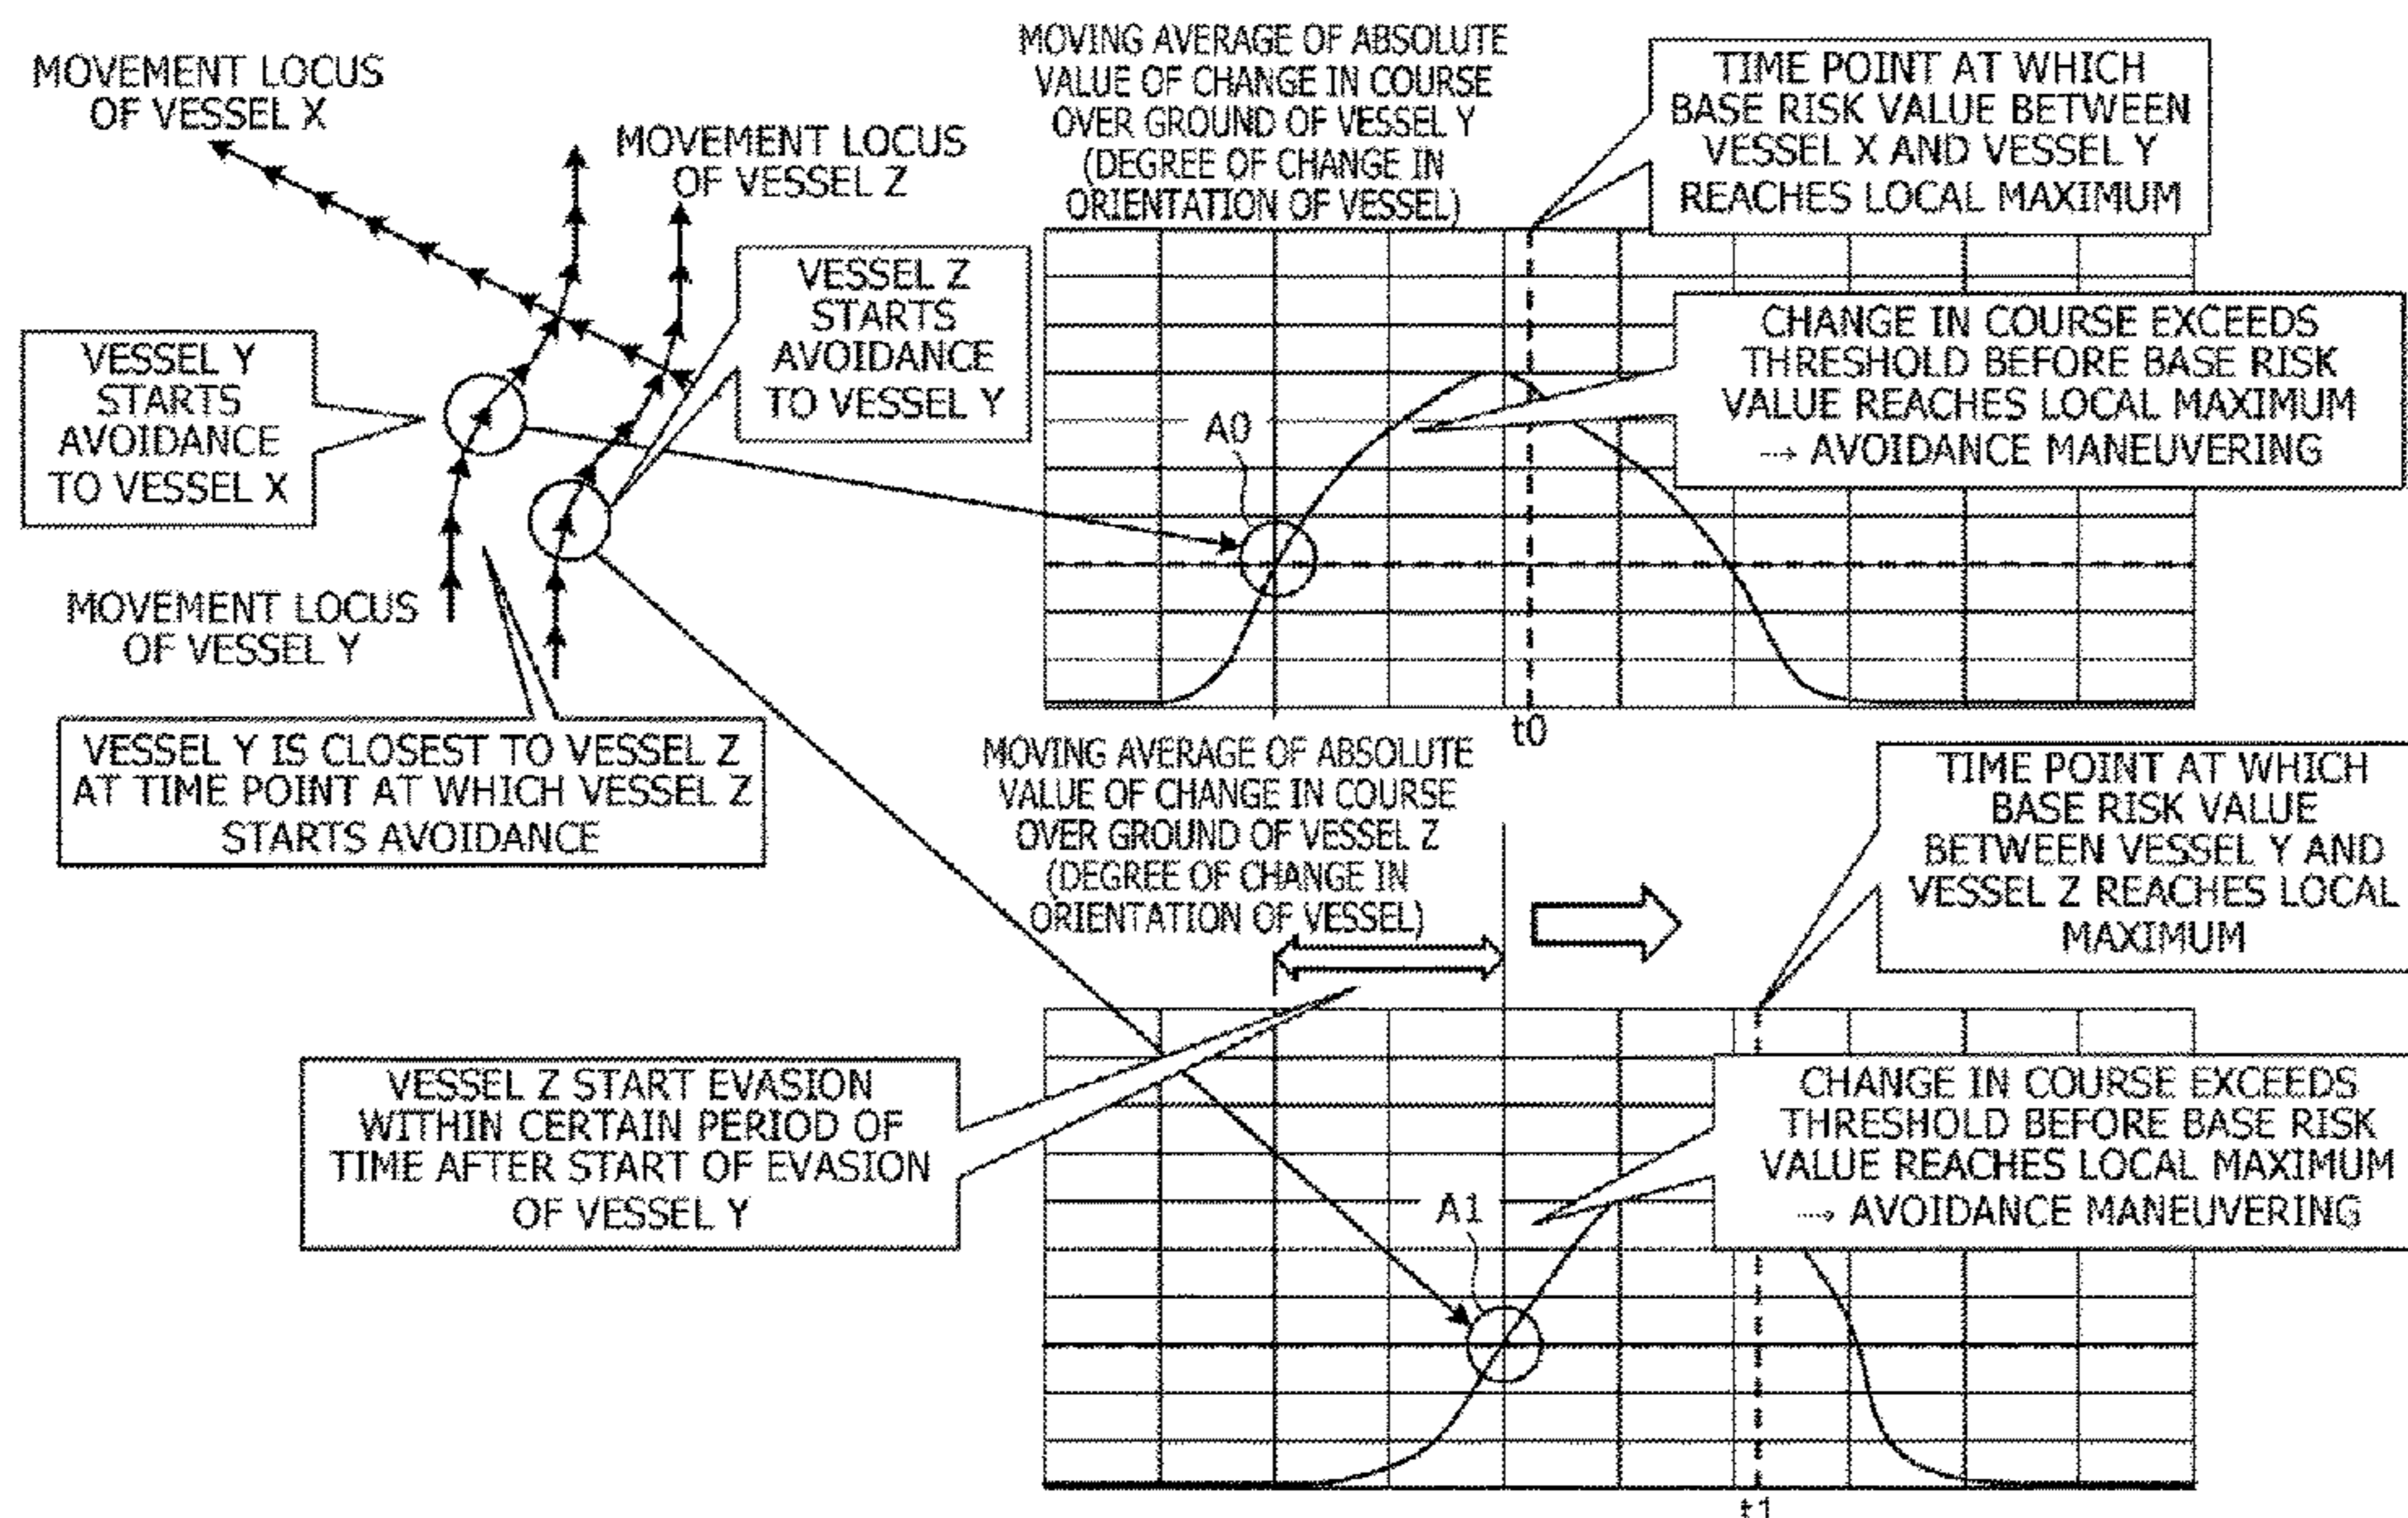 MOVEMENT LOCUS
OF VESSEL X
MOVEMENT LOCUS
OF VESSEL Z
VESSEL Z
STARTS
AVOIDANCE
TO VESSEL Y
VESSEL Y
STARTS
AVOIDANCE
TO VESSEL X
MOVEMENT LOCUS
OF VESSEL Y
VESSEL Y IS CLOSEST TO VESSEL Z
AT TIME POINT AT WHICH VESSEL Z
STARTS AVOIDANCE
MOVING AVERAGE OF ABSOLUTE
VALUE OF CHANGE IN COURSE
OVER GROUND OF VESSEL Y
(DEGREE OF CHANGE IN
ORIENTATION OF VESSEL)
TIME POINT AT WHICH
BASE RISK VALUE BETWEEN
VESSEL X AND VESSEL Y
REACHES LOCAL MAXIMUM
CHANGE IN COURSE EXCEEDS
THRESHOLD BEFORE BASE RISK
VALUE REACHES LOCAL MAXIMUM
→ AVOIDANCE MANEUVERING
A0
t0
MOVING AVERAGE OF ABSOLUTE
VALUE OF CHANGE IN COURSE
OVER GROUND OF VESSEL Z
(DEGREE OF CHANGE IN
ORIENTATION OF VESSEL)
TIME POINT AT WHICH
BASE RISK VALUE
BETWEEN VESSEL Y AND
VESSEL Z REACHES LOCAL
MAXIMUM
VESSEL Z START EVASION
WITHIN CERTAIN PERIOD OF
TIME AFTER START OF EVASION
OF VESSEL Y
CHANGE IN COURSE EXCEEDS
THRESHOLD BEFORE BASE RISK
VALUE REACHES LOCAL MAXIMUM
→ AVOIDANCE MANEUVERING
A1
t1